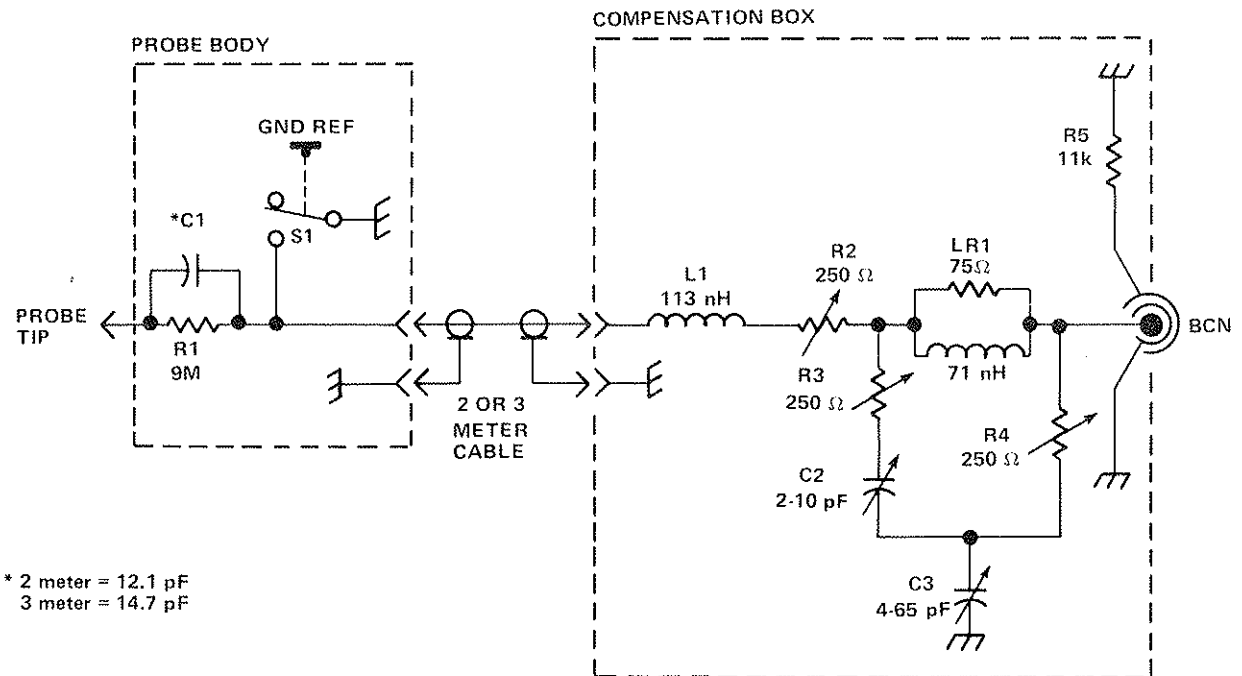 COMPENSATION BOX
PROBE BODY
GND REF
*C1
S1
PROBE
TIP
R1
9M
2 OR 3
METER
CABLE
L1
113 nH
R2
250 Ω
LR1
75Ω
71 nH
R3
250 Ω
C2
2-10 pF
R4
250 Ω
C3
4-65 pF
R5
11k
BCN
* 2 meter = 12.1 pF
3 meter = 14.7 pF